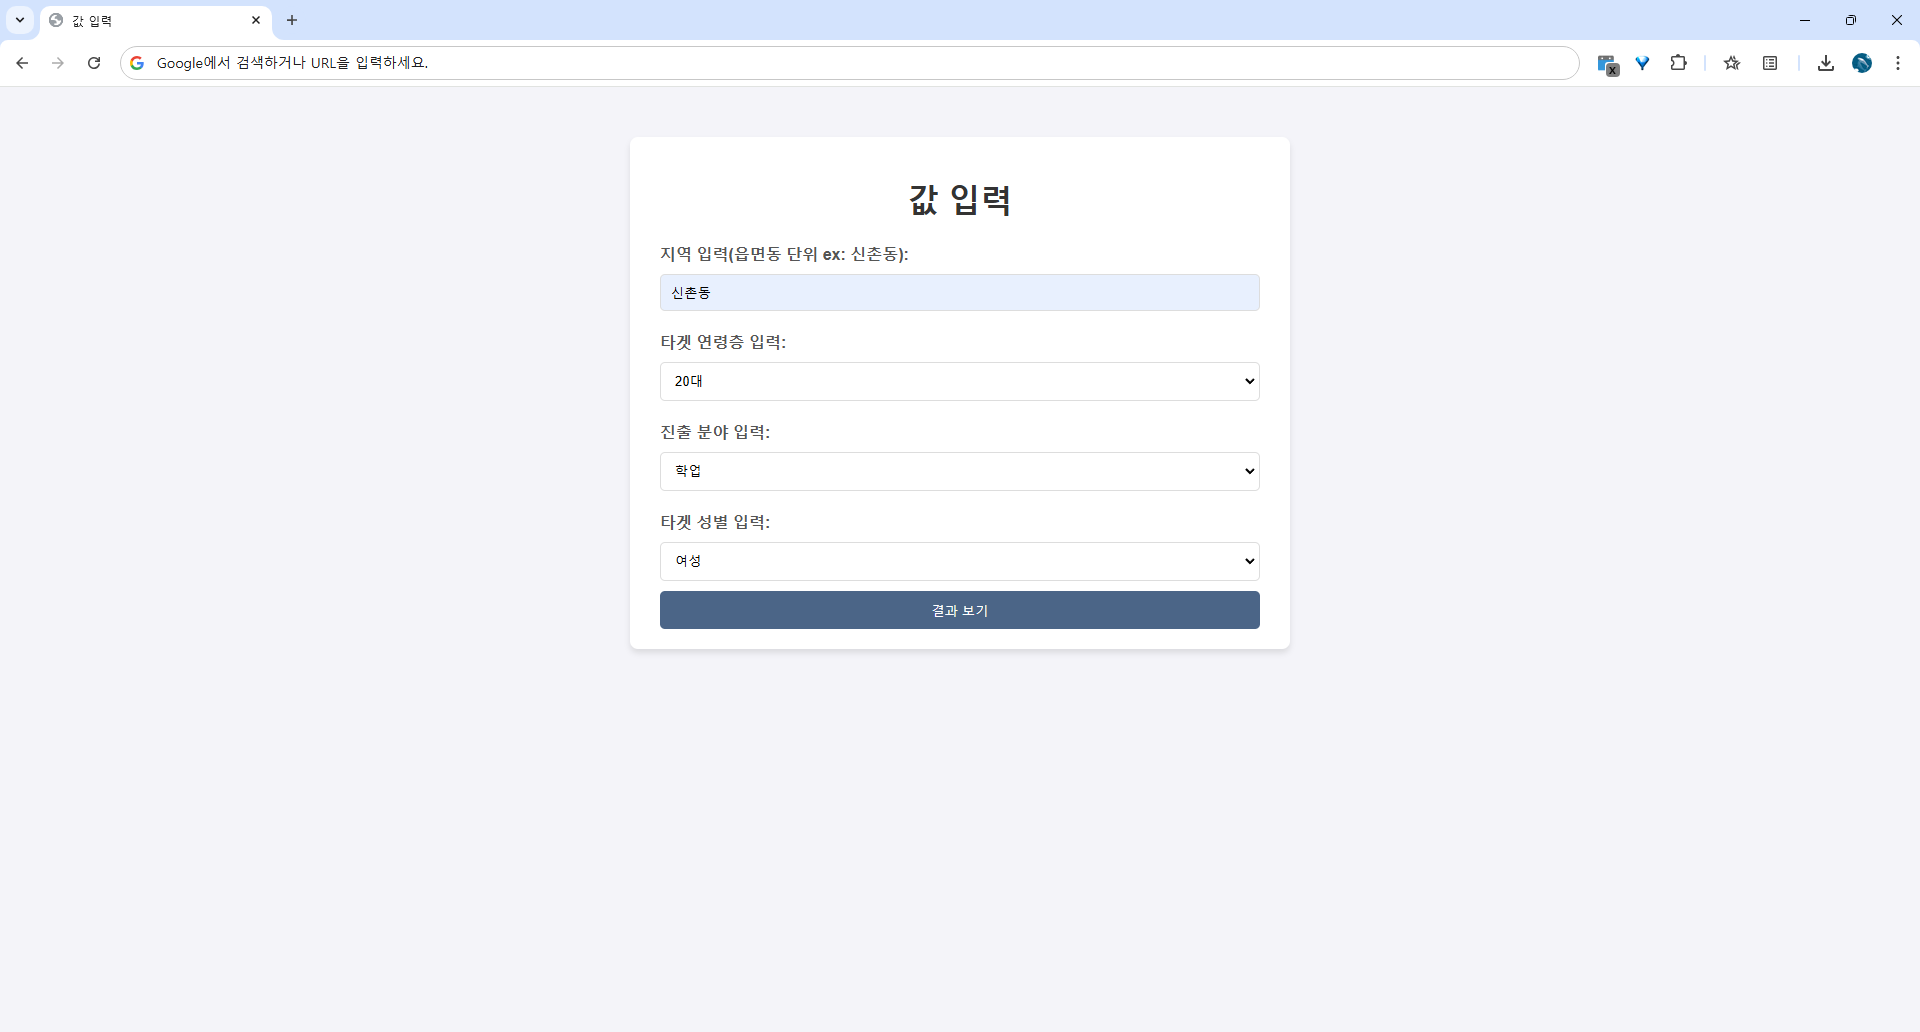 값 입력
Google에서 검색하거나 URL을 입력하세요.
값 입력
지역 입력(읍면동 단위 ex: 신촌동):
신촌동
타겟 연령층 입력:
20대
진출 분야 입력:
학업
타겟 성별 입력:
여성
결과 보기